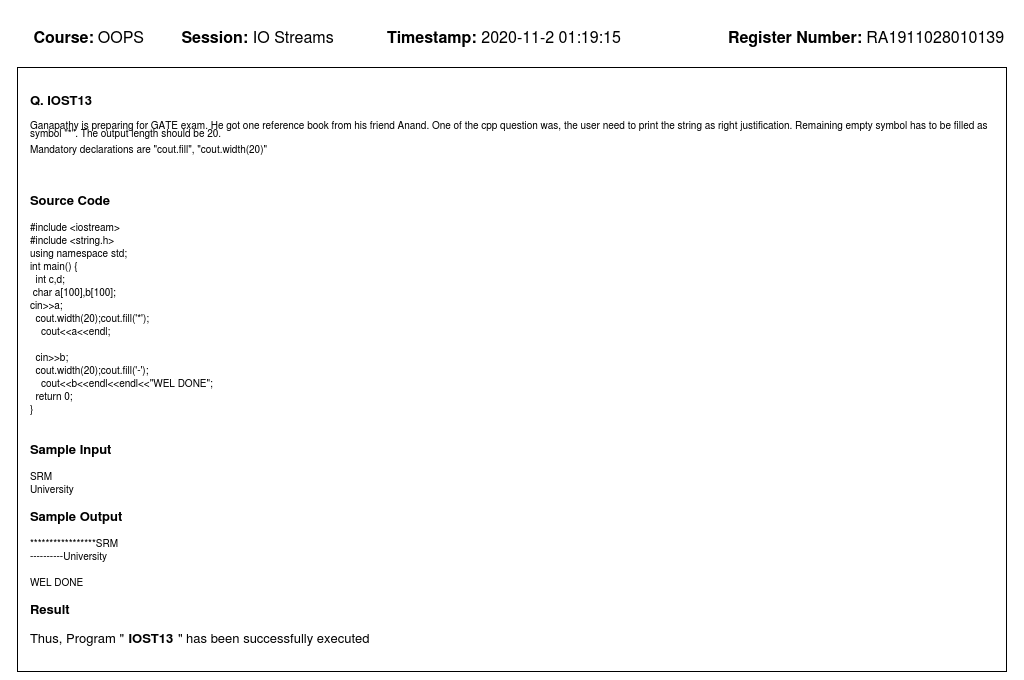 Course: OOPS Session: IO Streams Timestamp: 2020-11-2 01:19:15 Register Number: RA1911028010139
Q. IOST13
Ganapathy is preparing for GATE exam. He got one reference book from his friend Anand. One of the cpp question was, the user need to print the string as right justification. Remaining empty symbol has to be filled as
symbol "*". The output length should be 20.
Mandatory declarations are "cout.fill", "cout.width(20)"
Source Code
#include <iostream>
#include <string.h>
using namespace std;
int main() {
  int c,d;
 char a[100],b[100];
cin>>a;
  cout.width(20);cout.fill('*');
    cout<<a<<endl;
  cin>>b;
  cout.width(20);cout.fill('-');
    cout<<b<<endl<<endl<<"WEL DONE";
  return 0;
}
Sample Input
SRM
University
Sample Output
*****************SRM
----------University
WEL DONE
Result
Thus, Program " IOST13 " has been successfully executed